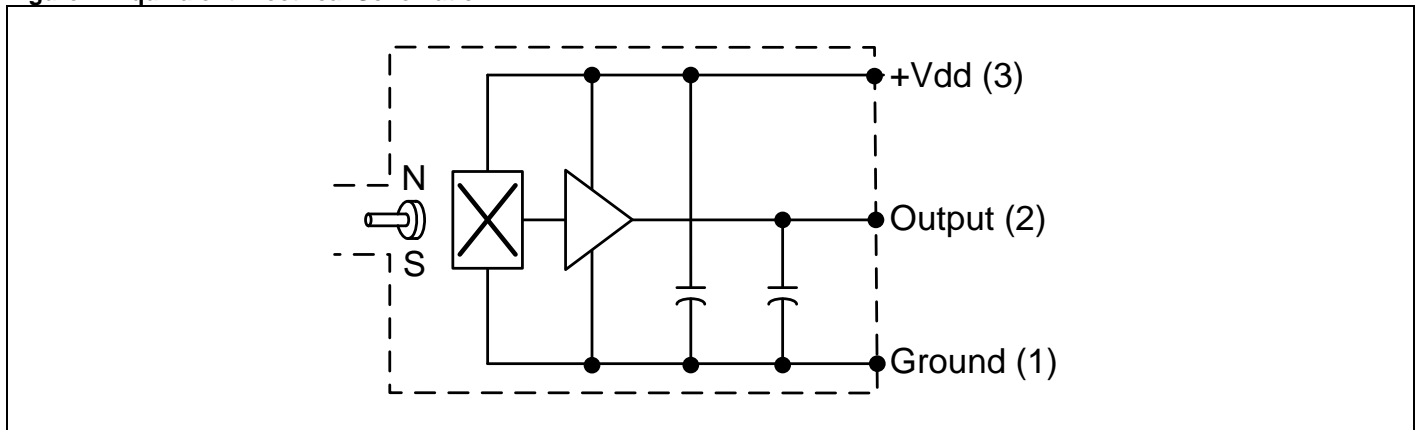 +Vdd (3)
N
Output (2)
S
Ground (1)